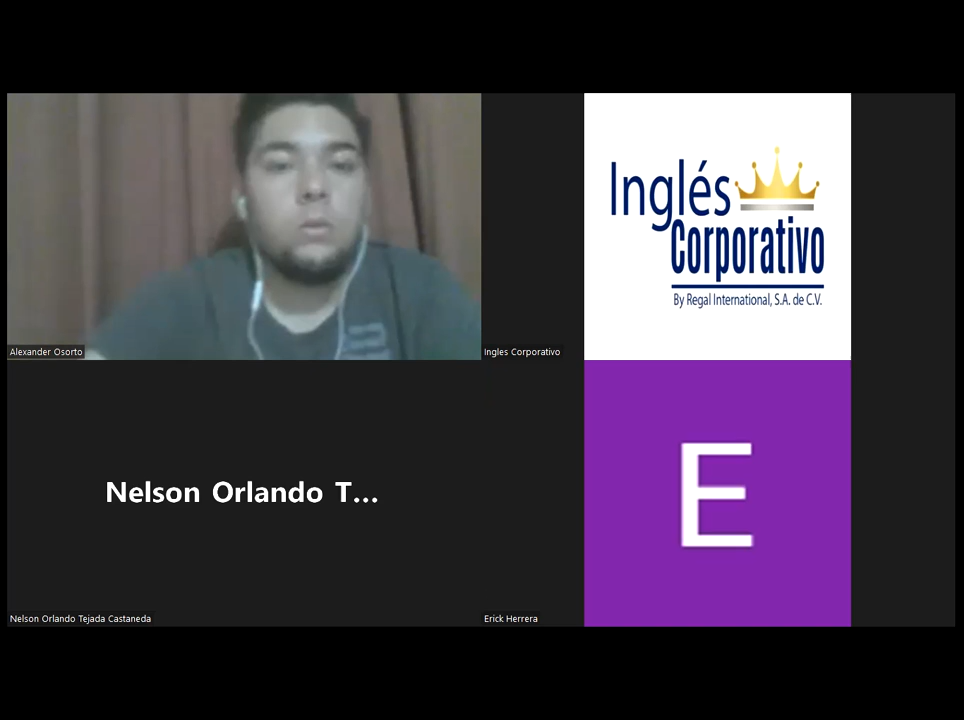 Inglés
Corporativo
By Regal International, S.A. de C.V.
Alexander Osorto
Ingles Corporativo
Nelson Orlando T...
E
Nelson Orlando Tejada Castaneda
Erick Herrera